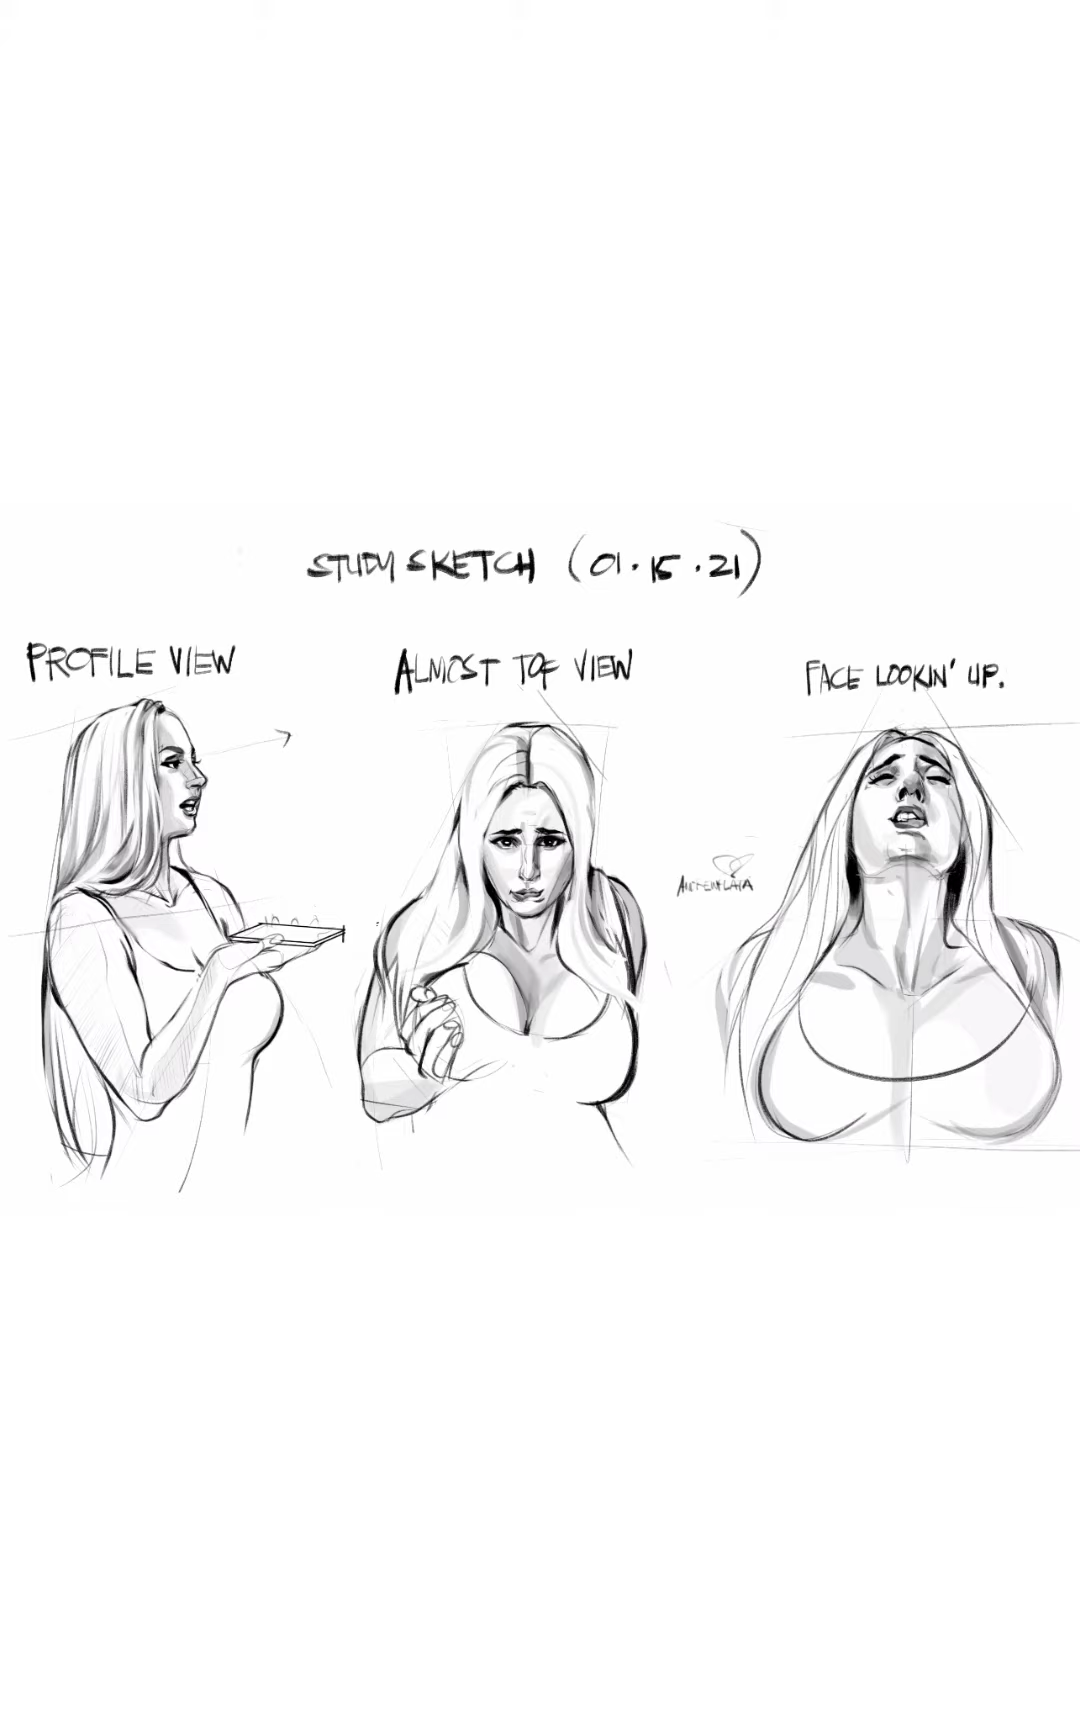 STUDY SKETCH (01.15.21)
PROFILE VIEW
ALMOST TOP VIEW
FACE LOOKIN' UP.